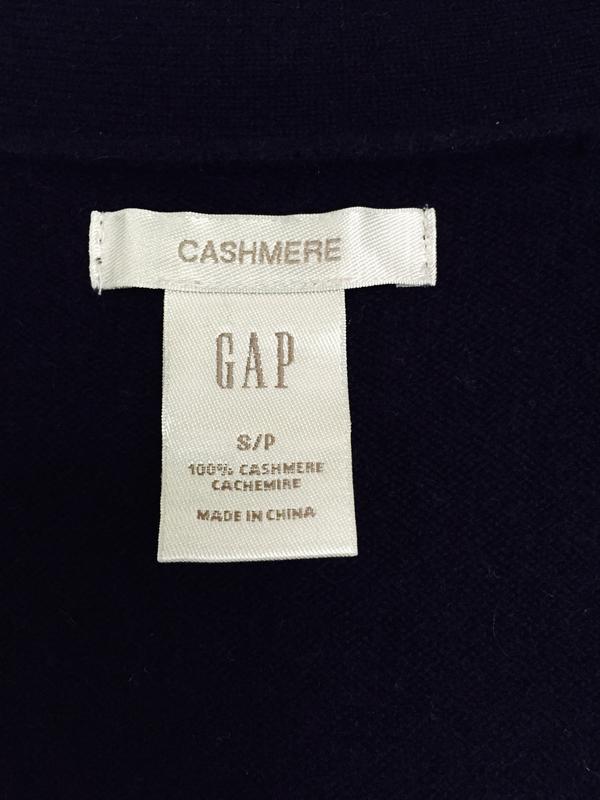 CASHMERE
GAP
S/P
100% CASHMERE
CACHEMIRE
MADE IN CHINA